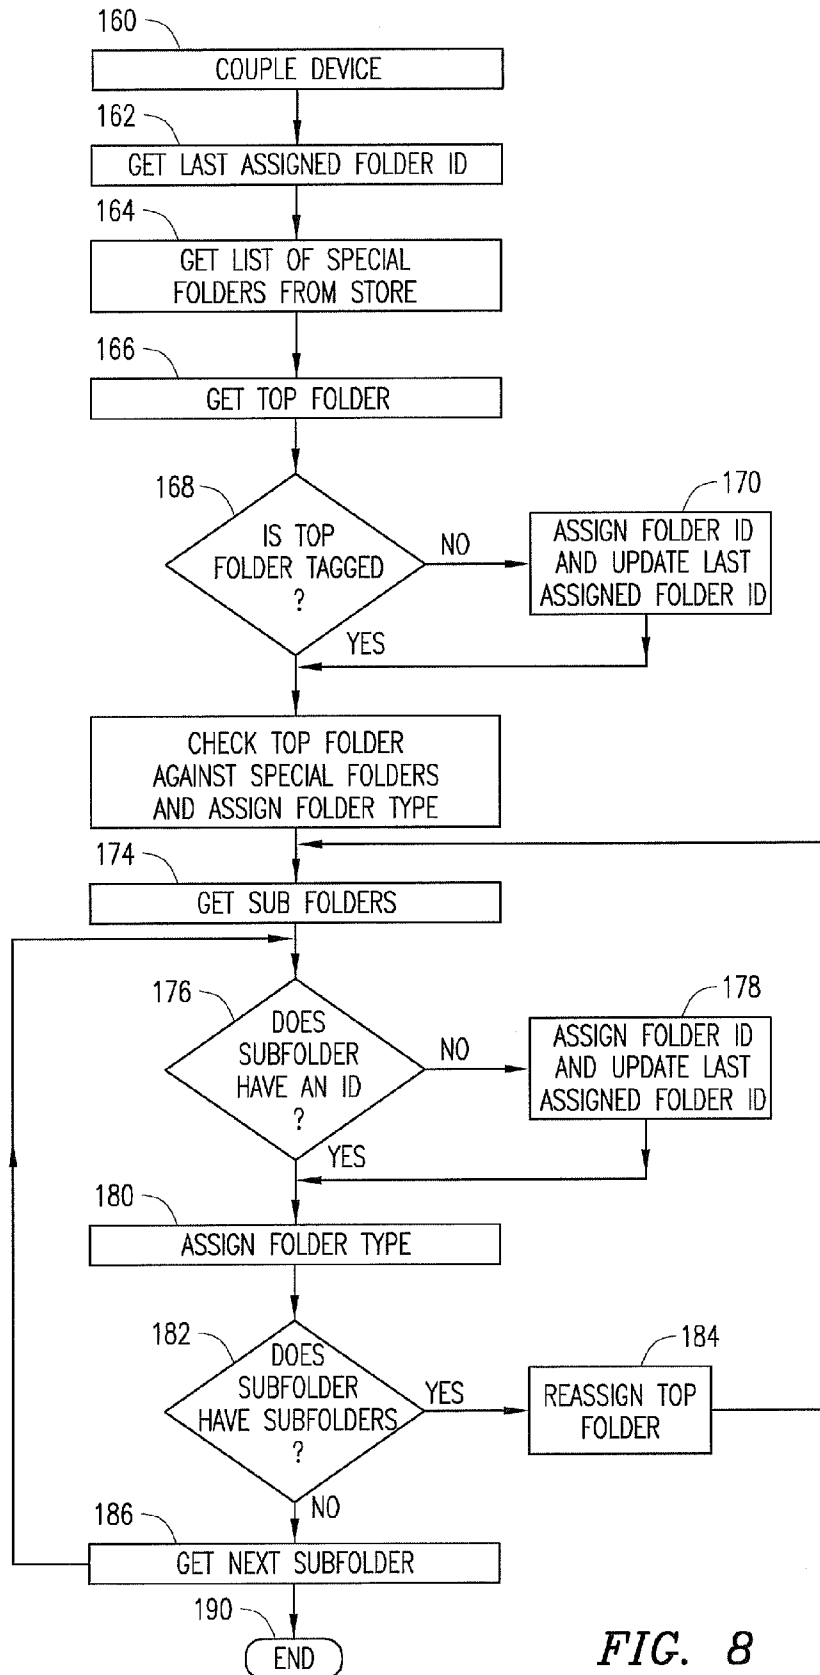 160
COUPLE DEVICE
162
GET LAST ASSIGNED FOLDER ID
164
GET LIST OF SPECIAL
FOLDERS FROM STORE
166
GET TOP FOLDER
168
IS TOP
FOLDER TAGGED
?
NO
170
ASSIGN FOLDER ID
AND UPDATE LAST
ASSIGNED FOLDER ID
YES
CHECK TOP FOLDER
AGAINST SPECIAL FOLDERS
AND ASSIGN FOLDER TYPE
174
GET SUB FOLDERS
176
DOES
SUBFOLDER
HAVE AN ID
?
NO
178
ASSIGN FOLDER ID
AND UPDATE LAST
ASSIGNED FOLDER ID
YES
180
ASSIGN FOLDER TYPE
182
DOES
SUBFOLDER
HAVE SUBFOLDERS
?
YES
184
REASSIGN TOP
FOLDER
NO
186
GET NEXT SUBFOLDER
190
END
FIG. 8